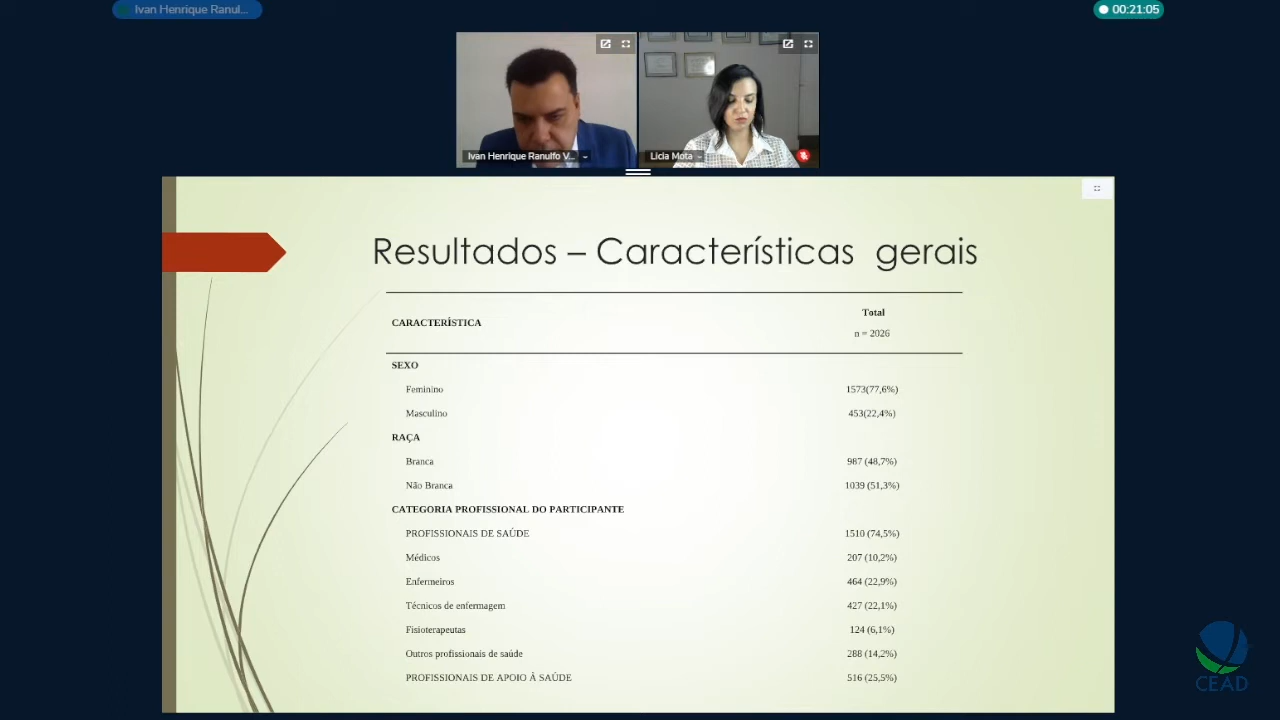 Ivan Henrique Ranul...
00:21:05
Ivan Henrique Ranulfo V...
Licia Mota
Resultados – Características gerais
CARACTERÍSTICA
Total
n = 2026
SEXO
Feminino 1573(77,6%)
Masculino 453(22,4%)
RAÇA
Branca 987 (48,7%)
Não Branca 1039 (51,3%)
CATEGORIA PROFISSIONAL DO PARTICIPANTE
PROFISSIONAIS DE SAÚDE 1510 (74,5%)
Médicos 207 (10,2%)
Enfermeiros 464 (22,9%)
Técnicos de enfermagem 427 (22,1%)
Fisioterapeutas 124 (6,1%)
Outros profissionais de saúde 288 (14,2%)
PROFISSIONAIS DE APOIO À SAÚDE 516 (25,5%)
CEAD